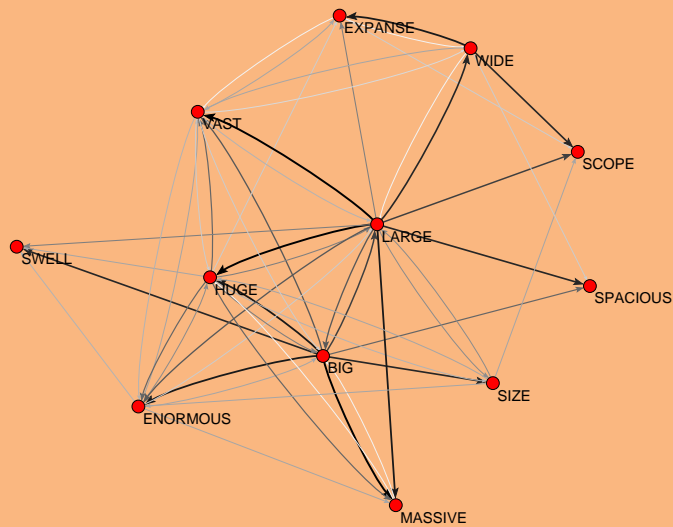 EXPANSE
WIDE
VAST
SCOPE
LARGE
SWELL
HUGE
SPACIOUS
BIG
SIZE
ENORMOUS
MASSIVE